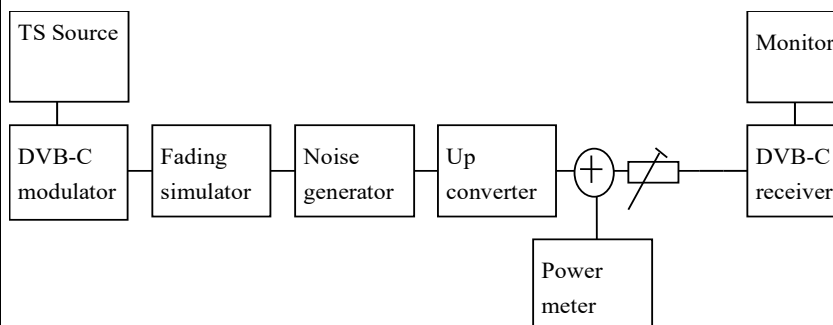 TS Source
Monitor
DVB-C
modulator
Fading
simulator
Noise
generator
Up
converter
+
DVB-C
receiver
Power
meter